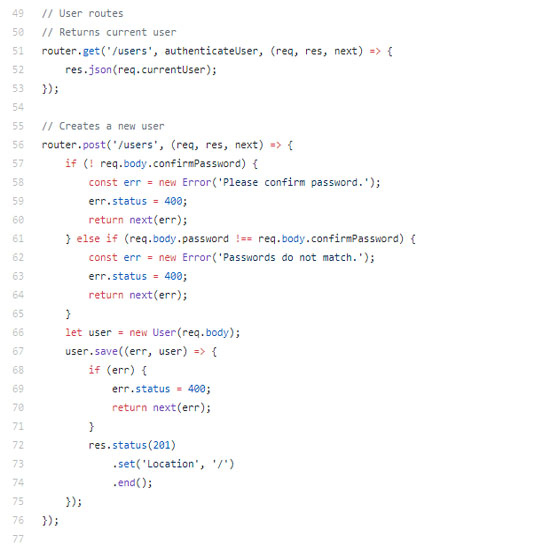 49 // User routes
50 // Returns current user
51 router.get('/users', authenticateUser, (req, res, next) => {
52     res.json(req.currentUser);
53 });
54
55 // Creates a new user
56 router.post('/users', (req, res, next) => {
57     if (! req.body.confirmPassword) {
58         const err = new Error('Please confirm password.');
59         err.status = 400;
60         return next(err);
61     } else if (req.body.password !== req.body.confirmPassword) {
62         const err = new Error('Passwords do not match.');
63         err.status = 400;
64         return next(err);
65     }
66     let user = new User(req.body);
67     user.save((err, user) => {
68         if (err) {
69             err.status = 400;
70             return next(err);
71         }
72         res.status(201)
73             .set('Location', '/')
74             .end();
75     });
76 });
77